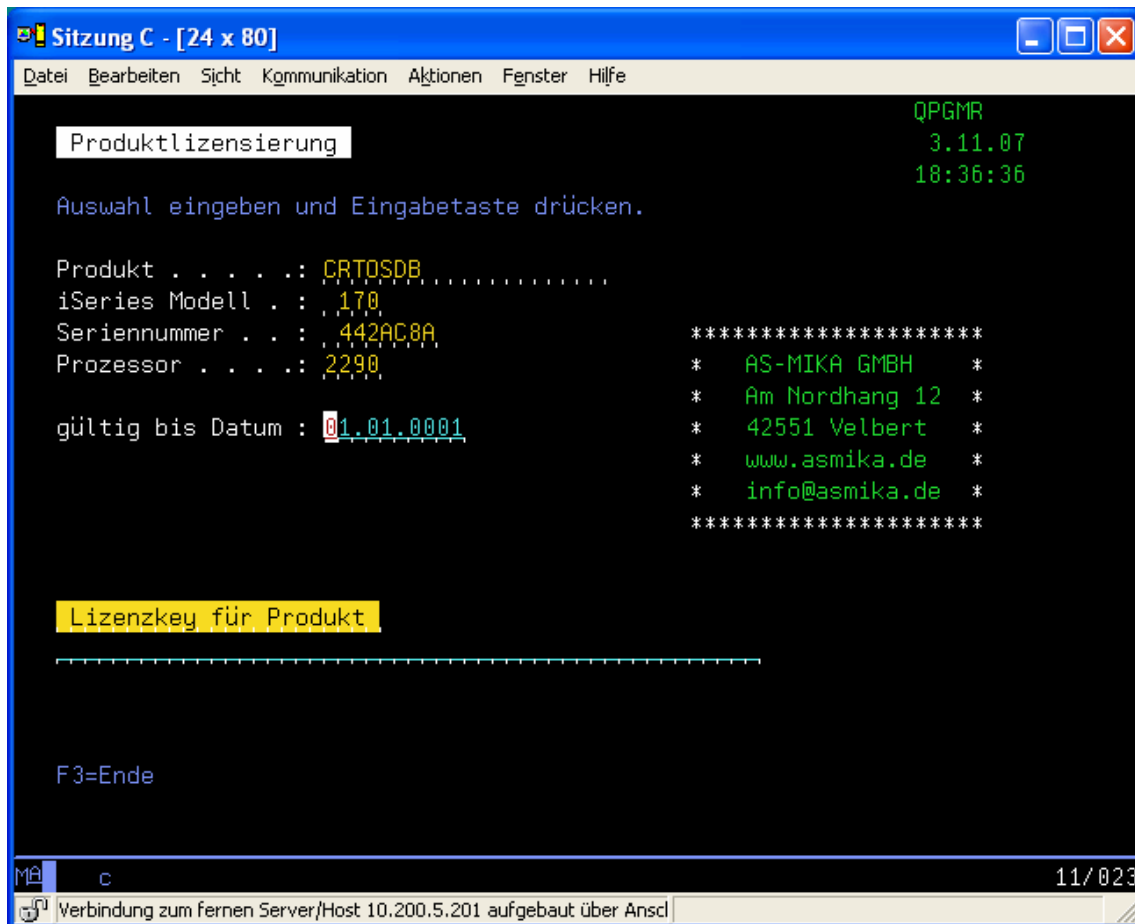 Sitzung C - [24 x 80]
Datei Bearbeiten Sicht Kommunikation Aktionen Fenster Hilfe
QPGMR
Produktlizensierung 3.11.07
18:36:36
Auswahl eingeben und Eingabetaste drücken.
Produkt . . . . .: CRTOSDB
iSeries Modell . : 170
Seriennummer . . : 442AC8A *********************
Prozessor . . . .: 2290 * AS-MIKA GMBH *
* Am Nordhang 12 *
gültig bis Datum : 01.01.0001 * 42551 Velbert *
* www.asmika.de *
* info@asmika.de *
*********************
Lizenzkey für Produkt
F3=Ende
MA c 11/023
Verbindung zum fernen Server/Host 10.200.5.201 aufgebaut über Anscl